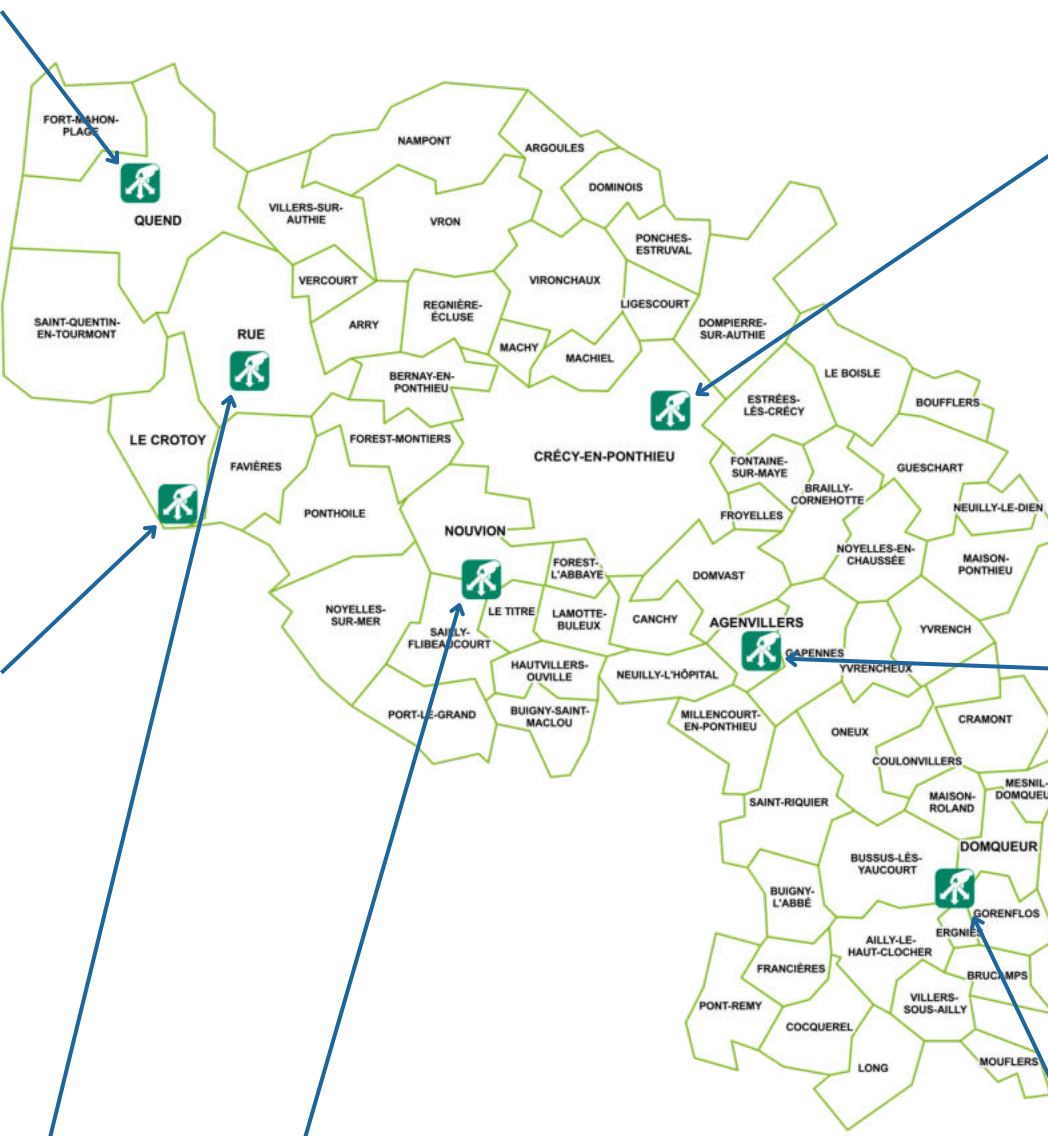 FORT-MAHON-
PLAGE
QUEND
SAINT-QUENTIN-
EN-TOURMONT
RUE
LE CROTOY
FAVIÈRES
VILLERS-SUR-
AUTHIE
VERCOURT
ARRY
NAMPONT
VRON
REGNIÈRE-
ÉCLUSE
BERNAY-EN-
PONTHIEU
FOREST-MONTIERS
PONTHOILE
ARGOULES
DOMINOIS
PONCHES-
ESTRUVAL
VIRONCHAUX
LIGESCOURT
MACHY
MACHIEL
DOMPIERRE-
SUR-AUTHIE
LE BOISLE
BOUFFLERS
ESTRÉES-
LÈS-CRÉCY
CRÉCY-EN-PONTHIEU
FONTAINE-
SUR-MAYE
BRAILLY-
CORNEHOTTE
FROYELLES
GUESCHART
NEUILLY-LE-DIEN
NOYELLES-EN-
CHAUSSÉE
MAISON-
PONTHIEU
NOUVION
FOREST-
L'ABBAYE
DOMVAST
NOYELLES-
SUR-MER
SAILLY-
FLIBEAUCOURT
LE TITRE
LAMOTTE-
BULEUX
CANCHY
AGENVILLERS
GAPENNES
YVRENCH
YVRENCHEUX
HAUTVILLERS-
OUVILLE
NEUILLY-L'HÔPITAL
PORT-LE-GRAND
BUIGNY-SAINT-
MACLOU
MILLENCOURT-
EN-PONTHIEU
ONEUX
CRAMONT
COULONVILLERS
MAISON-
ROLAND
MESNIL-
DOMQUEU
SAINT-RIQUIER
DOMQUEUR
BUSSUS-LÈS-
YAUCOURT
BUIGNY-
L'ABBÉ
GORENFLOS
ERGNIES
AILLY-LE-
HAUT-CLOCHER
FRANCIÈRES
BRUCAMPS
VILLERS-
SOUS-AILLY
PONT-REMY
COCQUEREL
LONG
MOUFLERS